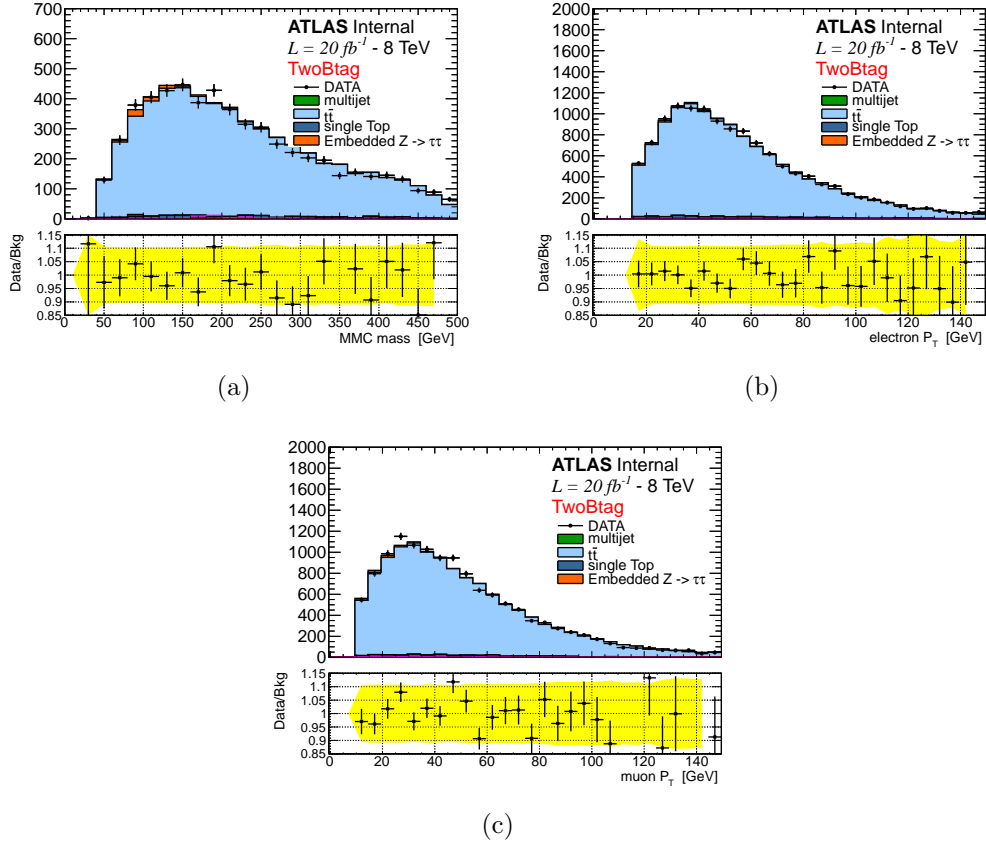 700
600
500
400
300
200
100
0
ATLAS Internal
L = 20 fb⁻¹ - 8 TeV
TwoBtag
DATA
multijet
tt̄
single Top
Embedded Z -> ττ
Data/Bkg
1.15
1.1
1.05
1
0.95
0.9
0.85
0 50 100 150 200 250 300 350 400 450 500
MMC mass [GeV]
(a)
2000
1800
1600
1400
1200
1000
800
600
400
200
0
ATLAS Internal
L = 20 fb⁻¹ - 8 TeV
TwoBtag
DATA
multijet
tt̄
single Top
Embedded Z -> ττ
Data/Bkg
1.15
1.1
1.05
1
0.95
0.9
0.85
0 20 40 60 80 100 120 140
electron P_T [GeV]
(b)
2000
1800
1600
1400
1200
1000
800
600
400
200
0
ATLAS Internal
L = 20 fb⁻¹ - 8 TeV
TwoBtag
DATA
multijet
tt̄
single Top
Embedded Z -> ττ
Data/Bkg
1.15
1.1
1.05
1
0.95
0.9
0.85
0 20 40 60 80 100 120 140
muon P_T [GeV]
(c)